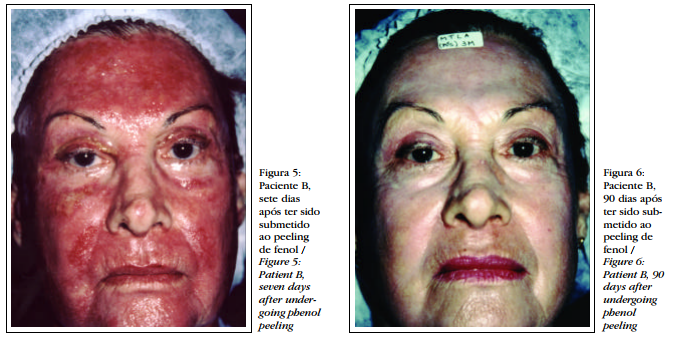 MTLA
3M
Figura 5:
Paciente B,
sete dias
após ter sido
submetido
ao peeling
de fenol /
Figure 5:
Patient B,
seven days
after under-
going phenol
peeling
Figura 6:
Paciente B,
90 dias após
ter sido sub-
metido ao
peeling de
fenol /
Figure 6:
Patient B, 90
days after
undergoing
phenol
peeling